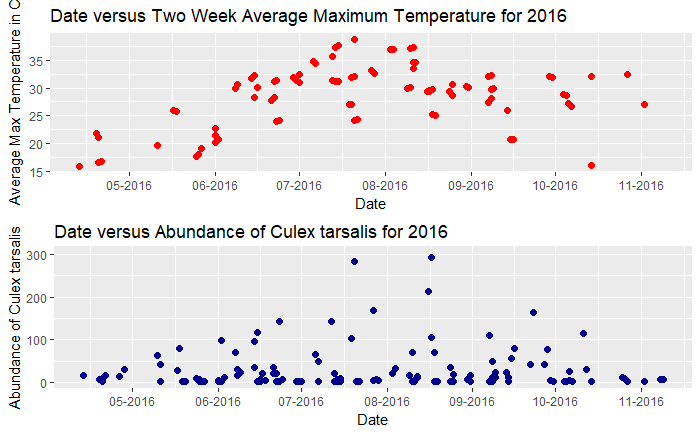 Date versus Two Week Average Maximum Temperature for 2016
Average Max Temperature in C
35
30
25
20
15
05-2016 06-2016 07-2016 08-2016 09-2016 10-2016 11-2016
Date
Date versus Abundance of Culex tarsalis for 2016
Abundance of Culex tarsalis
300
200
100
0
05-2016 06-2016 07-2016 08-2016 09-2016 10-2016 11-2016
Date